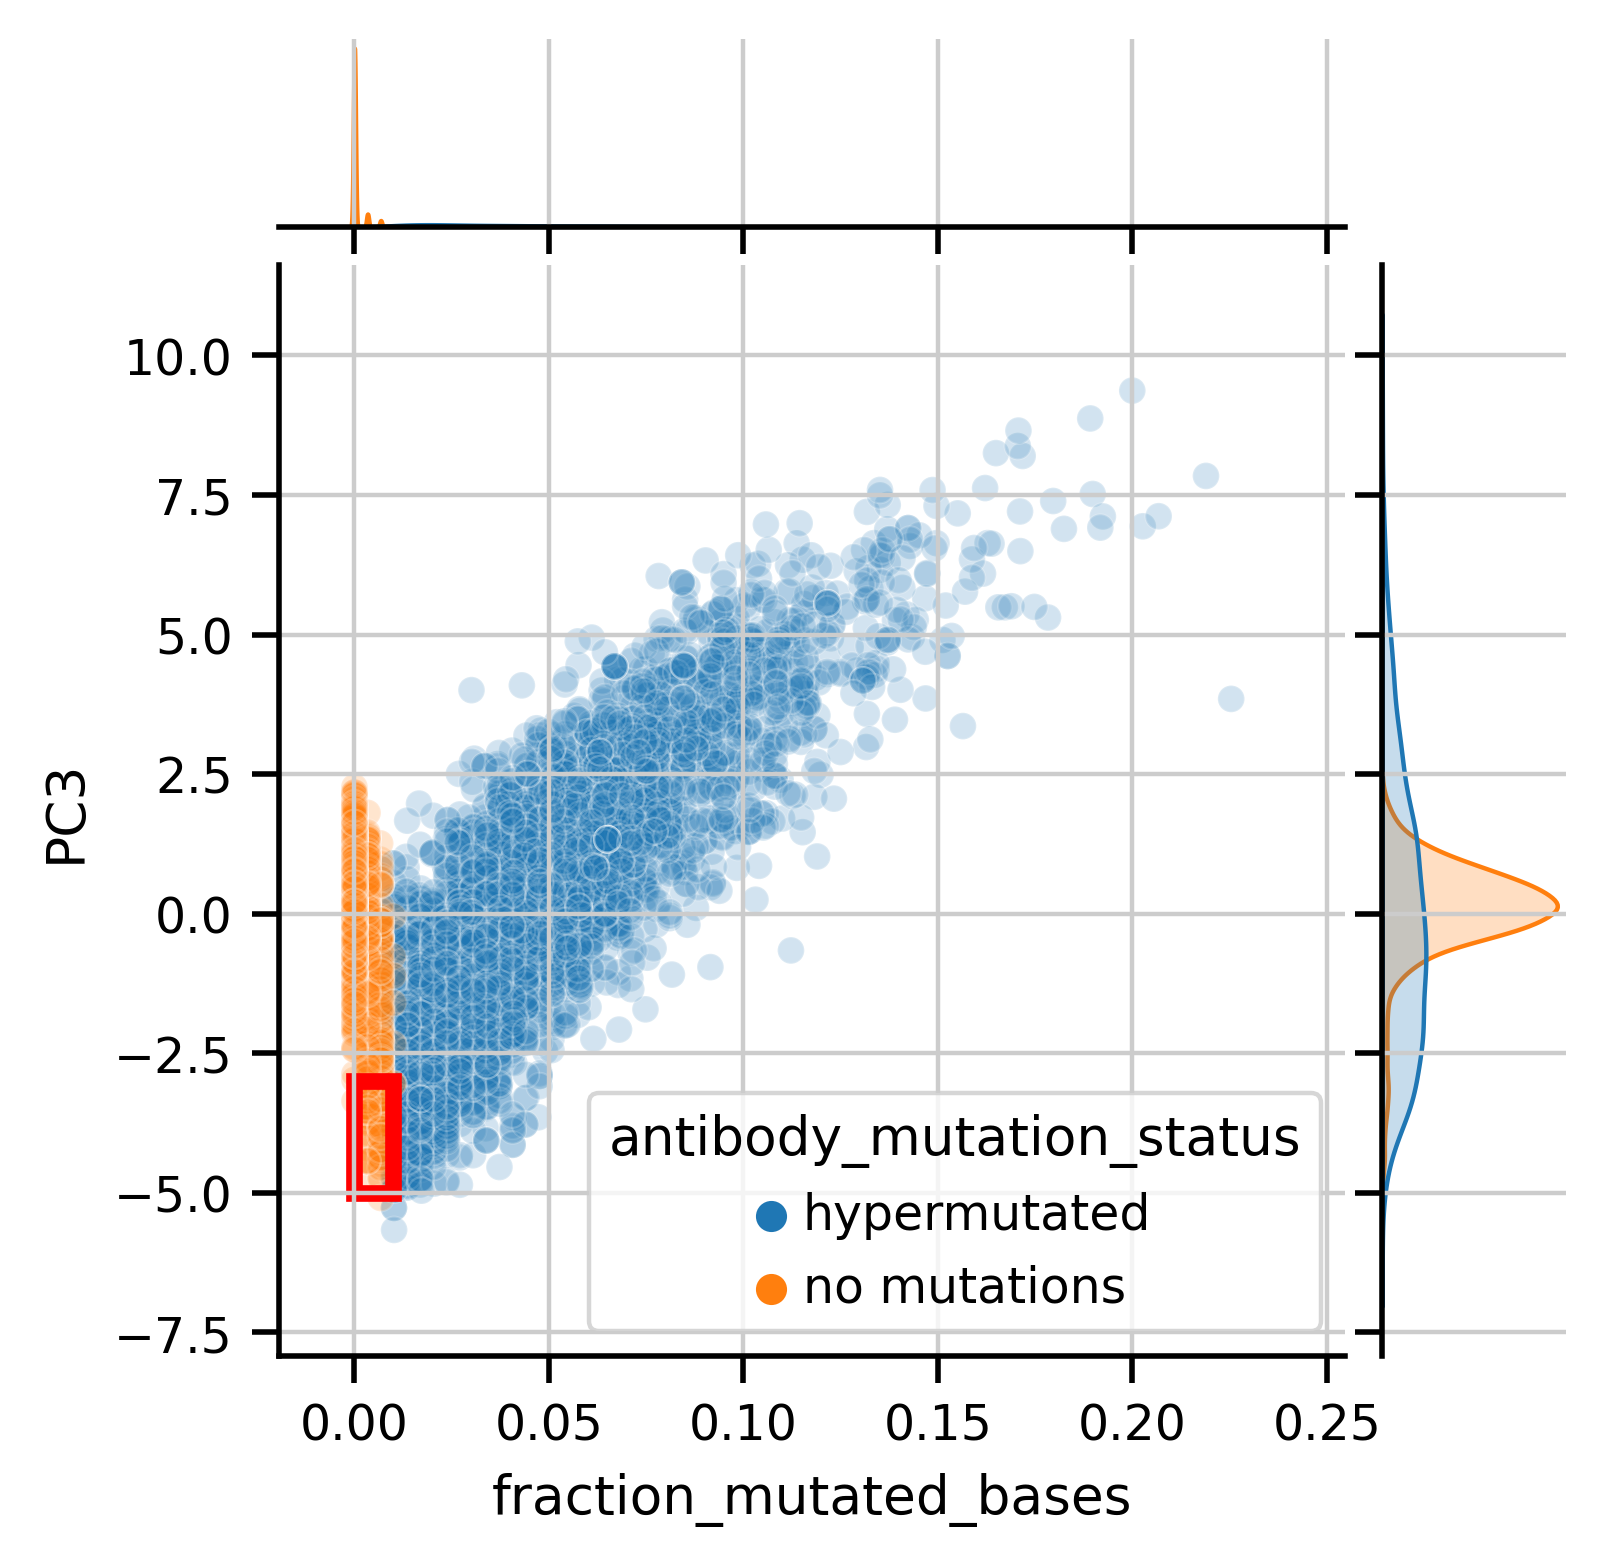 10.0
7.5
5.0
2.5
0.0
−2.5
−5.0
−7.5
PC3
antibody_mutation_status
hypermutated
no mutations
0.00 0.05 0.10 0.15 0.20 0.25
fraction_mutated_bases